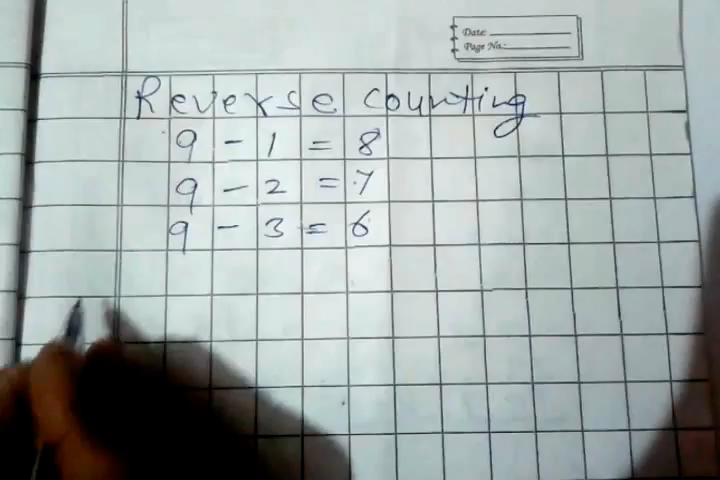 Date:
Page No.:
Reverse counting
9 - 1 = 8
9 - 2 = 7
9 - 3 = 6